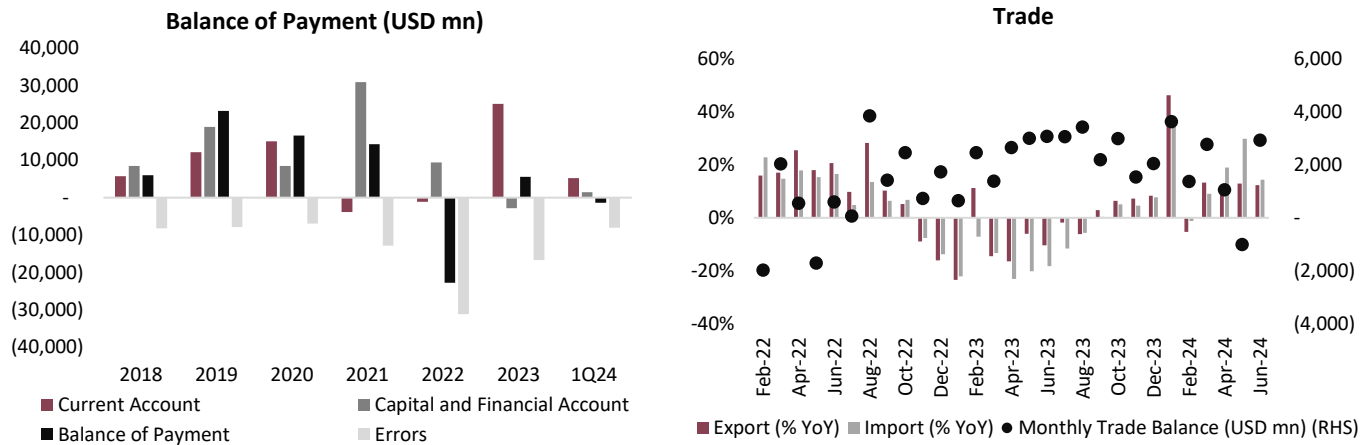 Balance of Payment (USD mn)
40,000
30,000
20,000
10,000
-
(10,000)
(20,000)
(30,000)
(40,000)
2018 2019 2020 2021 2022 2023 1Q24
Current Account Capital and Financial Account
Balance of Payment Errors
Trade
60% 6,000
40% 4,000
20% 2,000
0% -
-20% (2,000)
-40% (4,000)
Feb-22 Apr-22 Jun-22 Aug-22 Oct-22 Dec-22 Feb-23 Apr-23 Jun-23 Aug-23 Oct-23 Dec-23 Feb-24 Apr-24 Jun-24
Export (% YoY) Import (% YoY) Monthly Trade Balance (USD mn) (RHS)